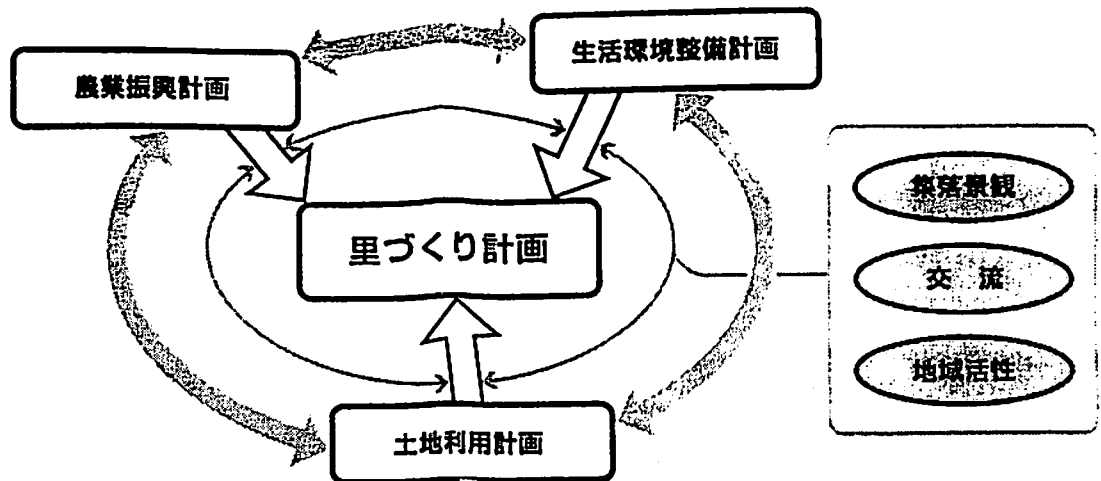 生活環境整備計画
農業振興計画
里づくり計画
土地利用計画
集落景観
交 流
地域活性